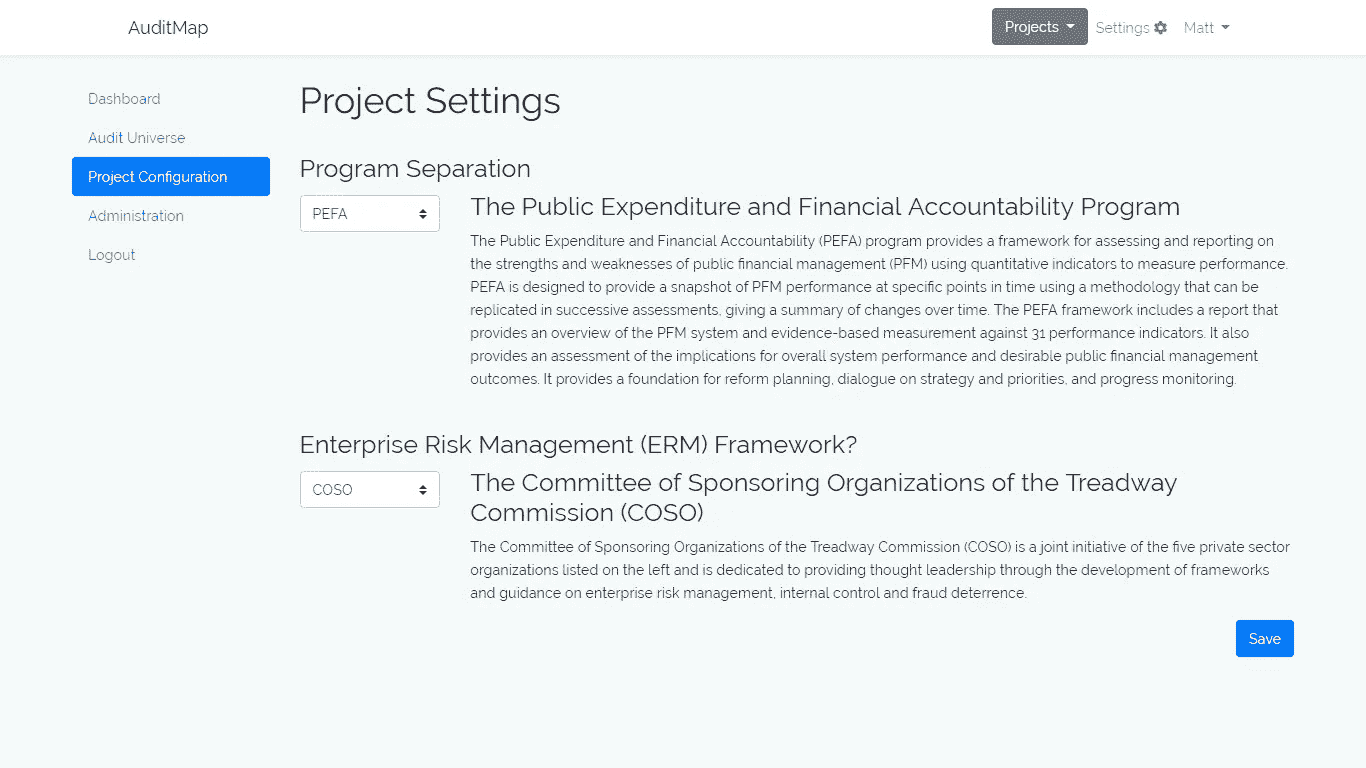 AuditMap
Projects
Settings
Matt
Dashboard
Audit Universe
Project Configuration
Administration
Logout
Project Settings
Program Separation
PEFA
The Public Expenditure and Financial Accountability Program
The Public Expenditure and Financial Accountability (PEFA) program provides a framework for assessing and reporting on
the strengths and weaknesses of public financial management (PFM) using quantitative indicators to measure performance.
PEFA is designed to provide a snapshot of PFM performance at specific points in time using a methodology that can be
replicated in successive assessments, giving a summary of changes over time. The PEFA framework includes a report that
provides an overview of the PFM system and evidence-based measurement against 31 performance indicators. It also
provides an assessment of the implications for overall system performance and desirable public financial management
outcomes. It provides a foundation for reform planning, dialogue on strategy and priorities, and progress monitoring.
Enterprise Risk Management (ERM) Framework?
COSO
The Committee of Sponsoring Organizations of the Treadway
Commission (COSO)
The Committee of Sponsoring Organizations of the Treadway Commission (COSO) is a joint initiative of the five private sector
organizations listed on the left and is dedicated to providing thought leadership through the development of frameworks
and guidance on enterprise risk management, internal control and fraud deterrence.
Save